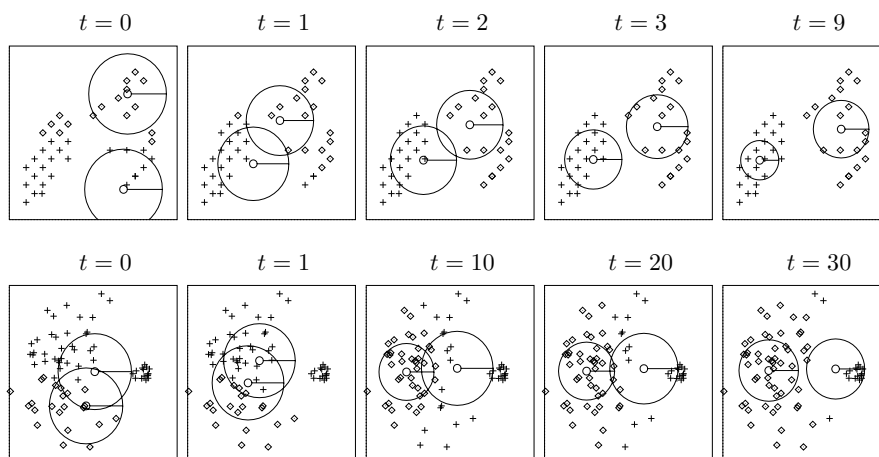 t = 0
t = 1
t = 2
t = 3
t = 9
t = 0
t = 1
t = 10
t = 20
t = 30